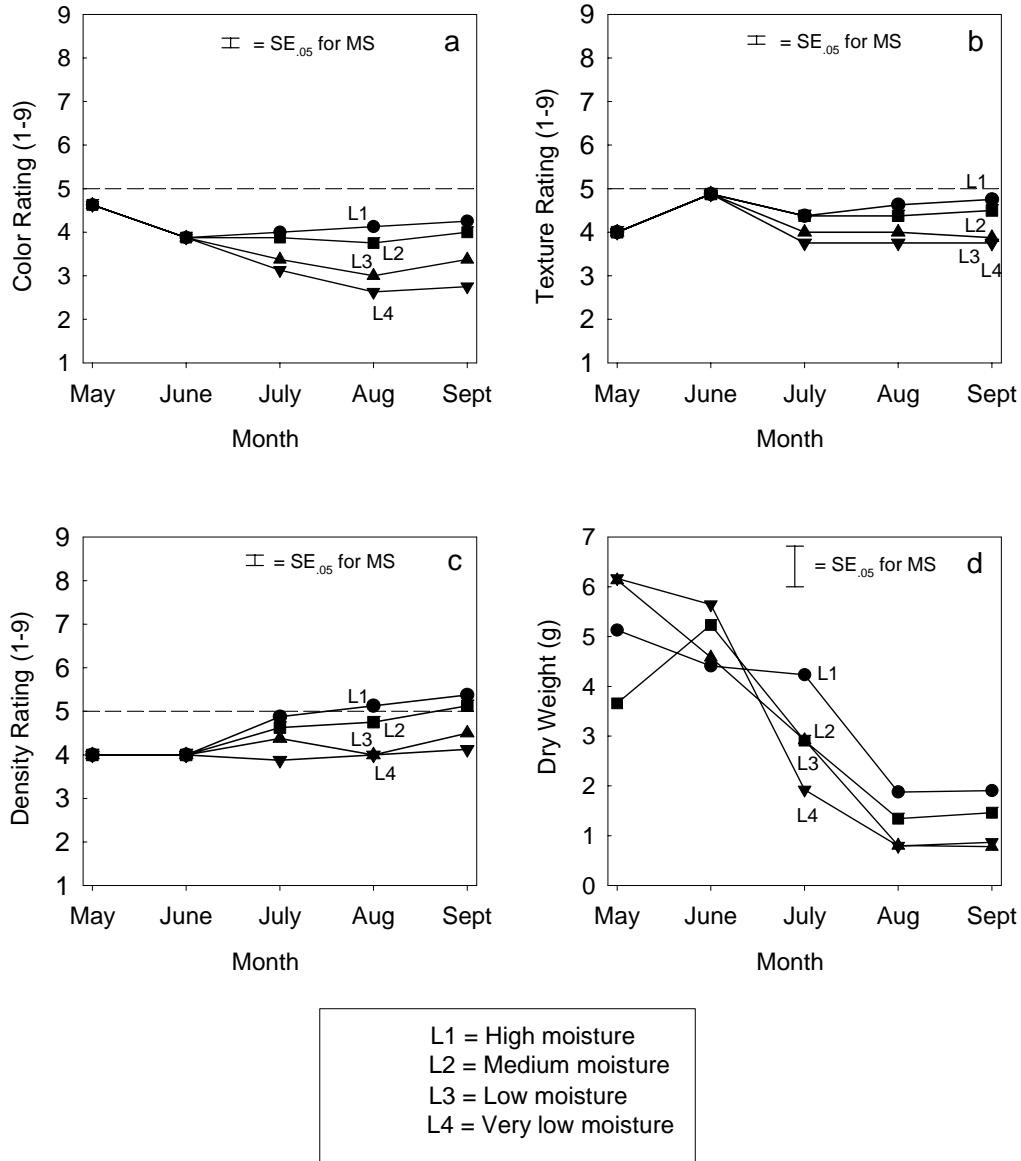 9
8
7
6
5
4
3
2
1
Color Rating (1-9)
= SE.05 for MS
a
L1
L2
L3
L4
May June July Aug Sept
Month
9
8
7
6
5
4
3
2
1
Texture Rating (1-9)
= SE.05 for MS
b
L1
L2
L3
L4
May June July Aug Sept
Month
9
8
7
6
5
4
3
2
1
Density Rating (1-9)
= SE.05 for MS
c
L1
L2
L3
L4
May June July Aug Sept
Month
7
6
5
4
3
2
1
0
Dry Weight (g)
= SE.05 for MS
d
L1
L2
L3
L4
May June July Aug Sept
Month
L1 = High moisture
L2 = Medium moisture
L3 = Low moisture
L4 = Very low moisture